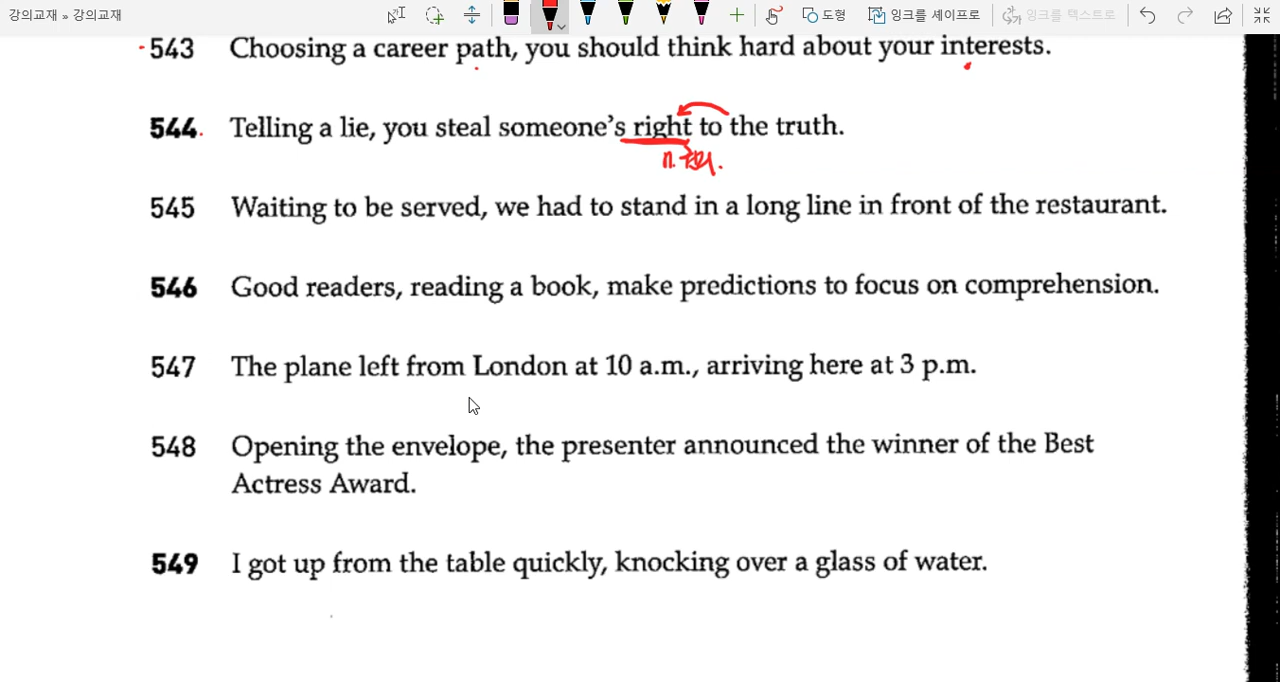 강의교재 » 강의교재
도형
잉크를 셰이프로
잉크를 텍스트로
543 Choosing a career path, you should think hard about your interests.
544 Telling a lie, you steal someone's right to the truth.
n.
545 Waiting to be served, we had to stand in a long line in front of the restaurant.
546 Good readers, reading a book, make predictions to focus on comprehension.
547 The plane left from London at 10 a.m., arriving here at 3 p.m.
548 Opening the envelope, the presenter announced the winner of the Best
Actress Award.
549 I got up from the table quickly, knocking over a glass of water.